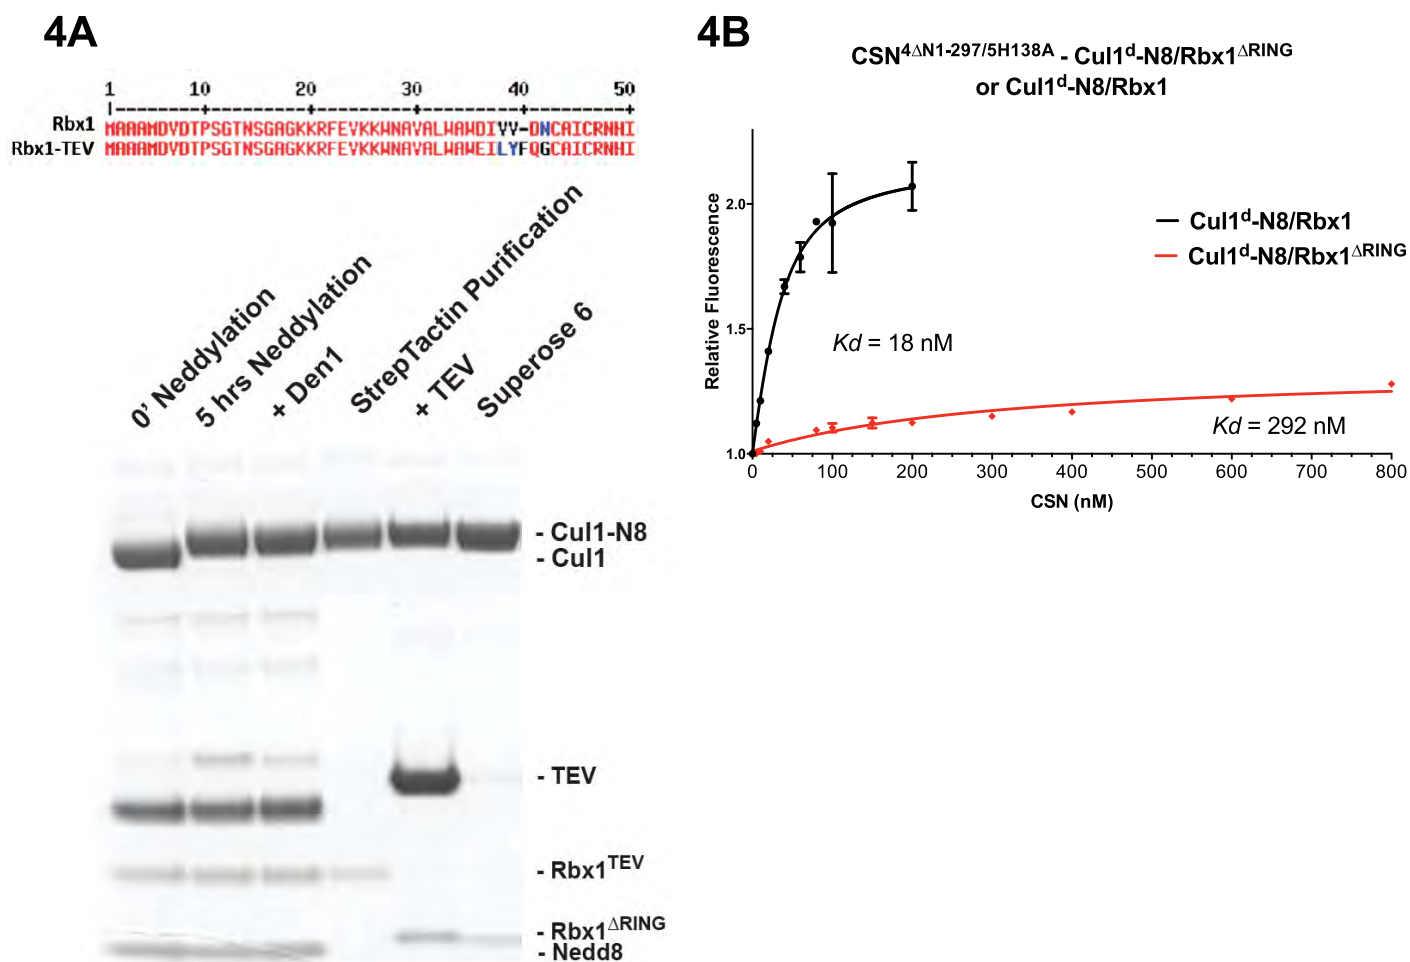 4A
1 10 20 30 40 50
Rbx1 MAAAMDVDTPSGTNSGAGKKRFEVKKWNAVALWAWDIVV-DNCAICRNHI
Rbx1-TEV MAAAMDVDTPSGTNSGAGKKRFEVKKWNAVALWAWEILYFQGCAICRNHI
0' Neddylation
5 hrs Neddylation
+ Den1
StrepTactin Purification
+ TEV
Superose 6
- Cul1-N8
- Cul1
- TEV
- Rbx1TEV
- Rbx1ΔRING
- Nedd8
4B
CSN4ΔN1-297/5H138A - Cul1d-N8/Rbx1ΔRING
or Cul1d-N8/Rbx1
Relative Fluorescence
2.0
1.5
1.0
Cul1d-N8/Rbx1
Cul1d-N8/Rbx1ΔRING
Kd = 18 nM
Kd = 292 nM
0 100 200 300 400 500 600 700 800
CSN (nM)